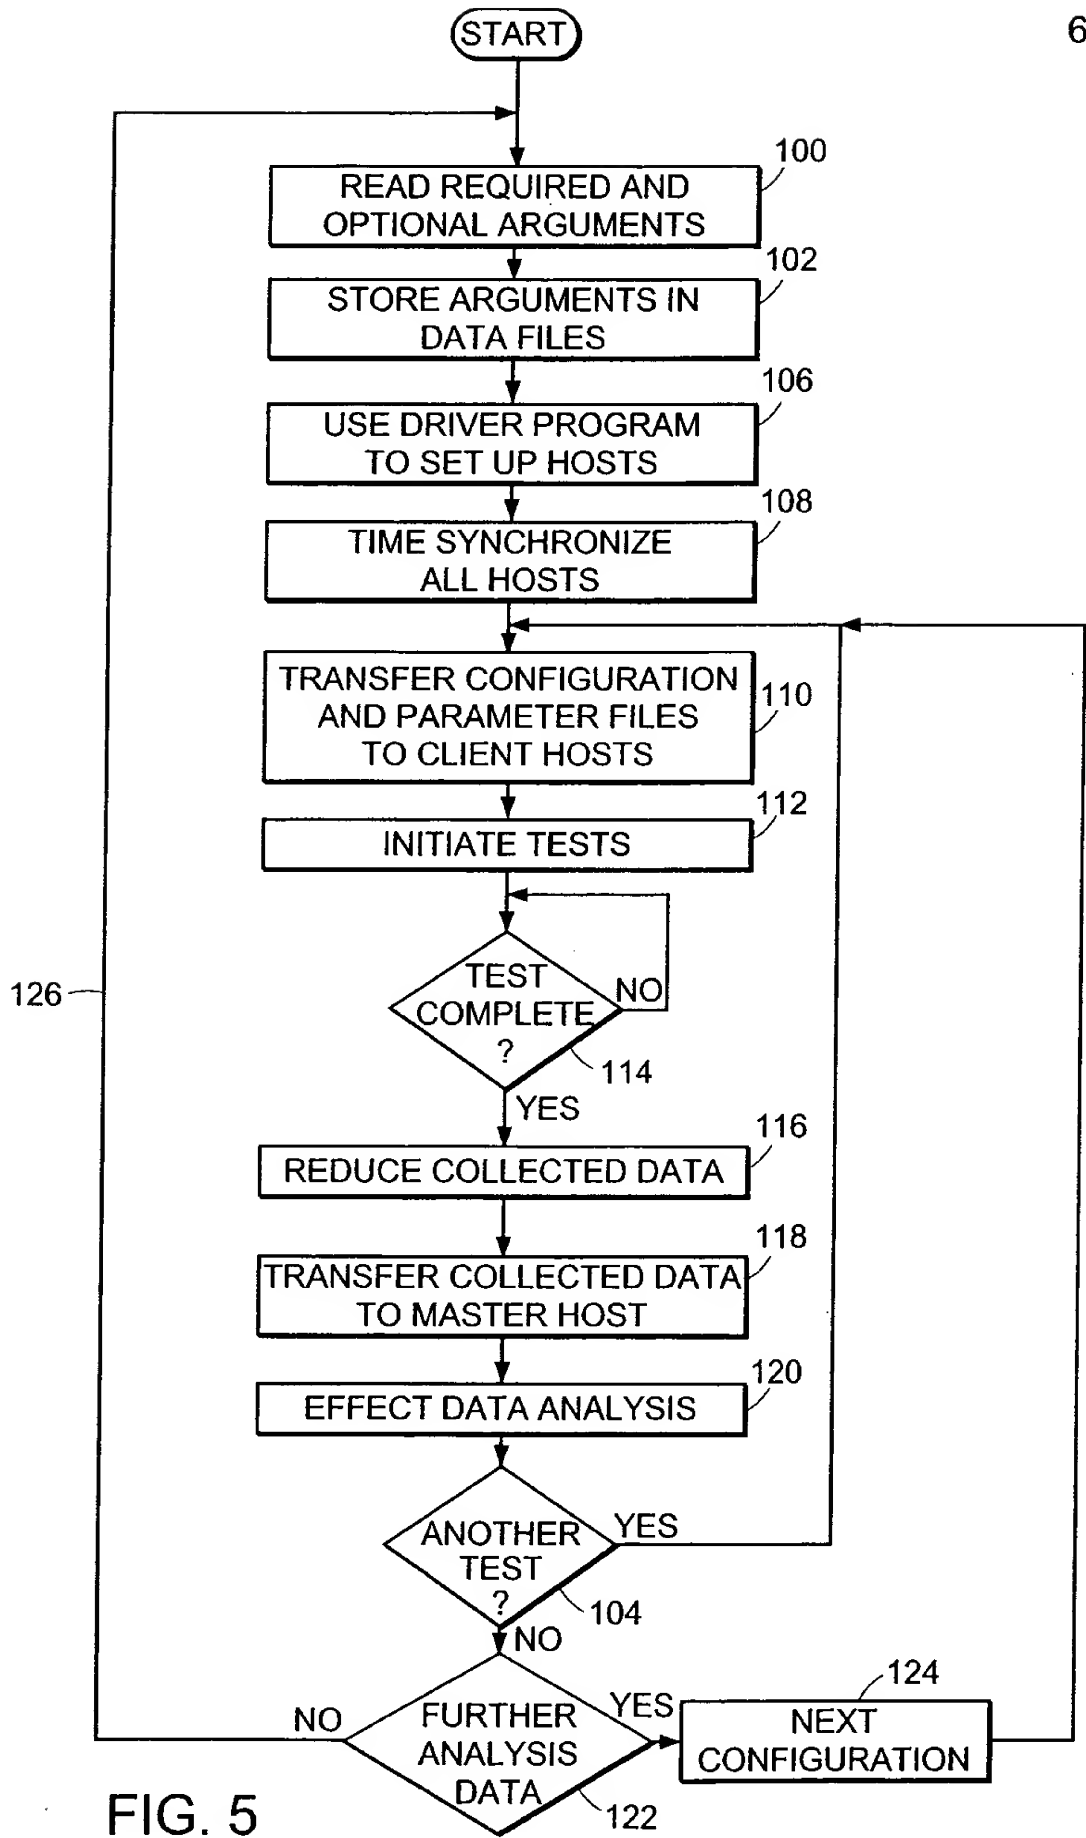 START
6
100
READ REQUIRED AND
OPTIONAL ARGUMENTS
102
STORE ARGUMENTS IN
DATA FILES
106
USE DRIVER PROGRAM
TO SET UP HOSTS
108
TIME SYNCHRONIZE
ALL HOSTS
TRANSFER CONFIGURATION
AND PARAMETER FILES
TO CLIENT HOSTS
110
112
INITIATE TESTS
TEST
COMPLETE
?
NO
114
126
YES
116
REDUCE COLLECTED DATA
118
TRANSFER COLLECTED DATA
TO MASTER HOST
120
EFFECT DATA ANALYSIS
ANOTHER
TEST
?
YES
104
NO
NO
FURTHER
ANALYSIS
DATA
YES
122
124
NEXT
CONFIGURATION
FIG. 5